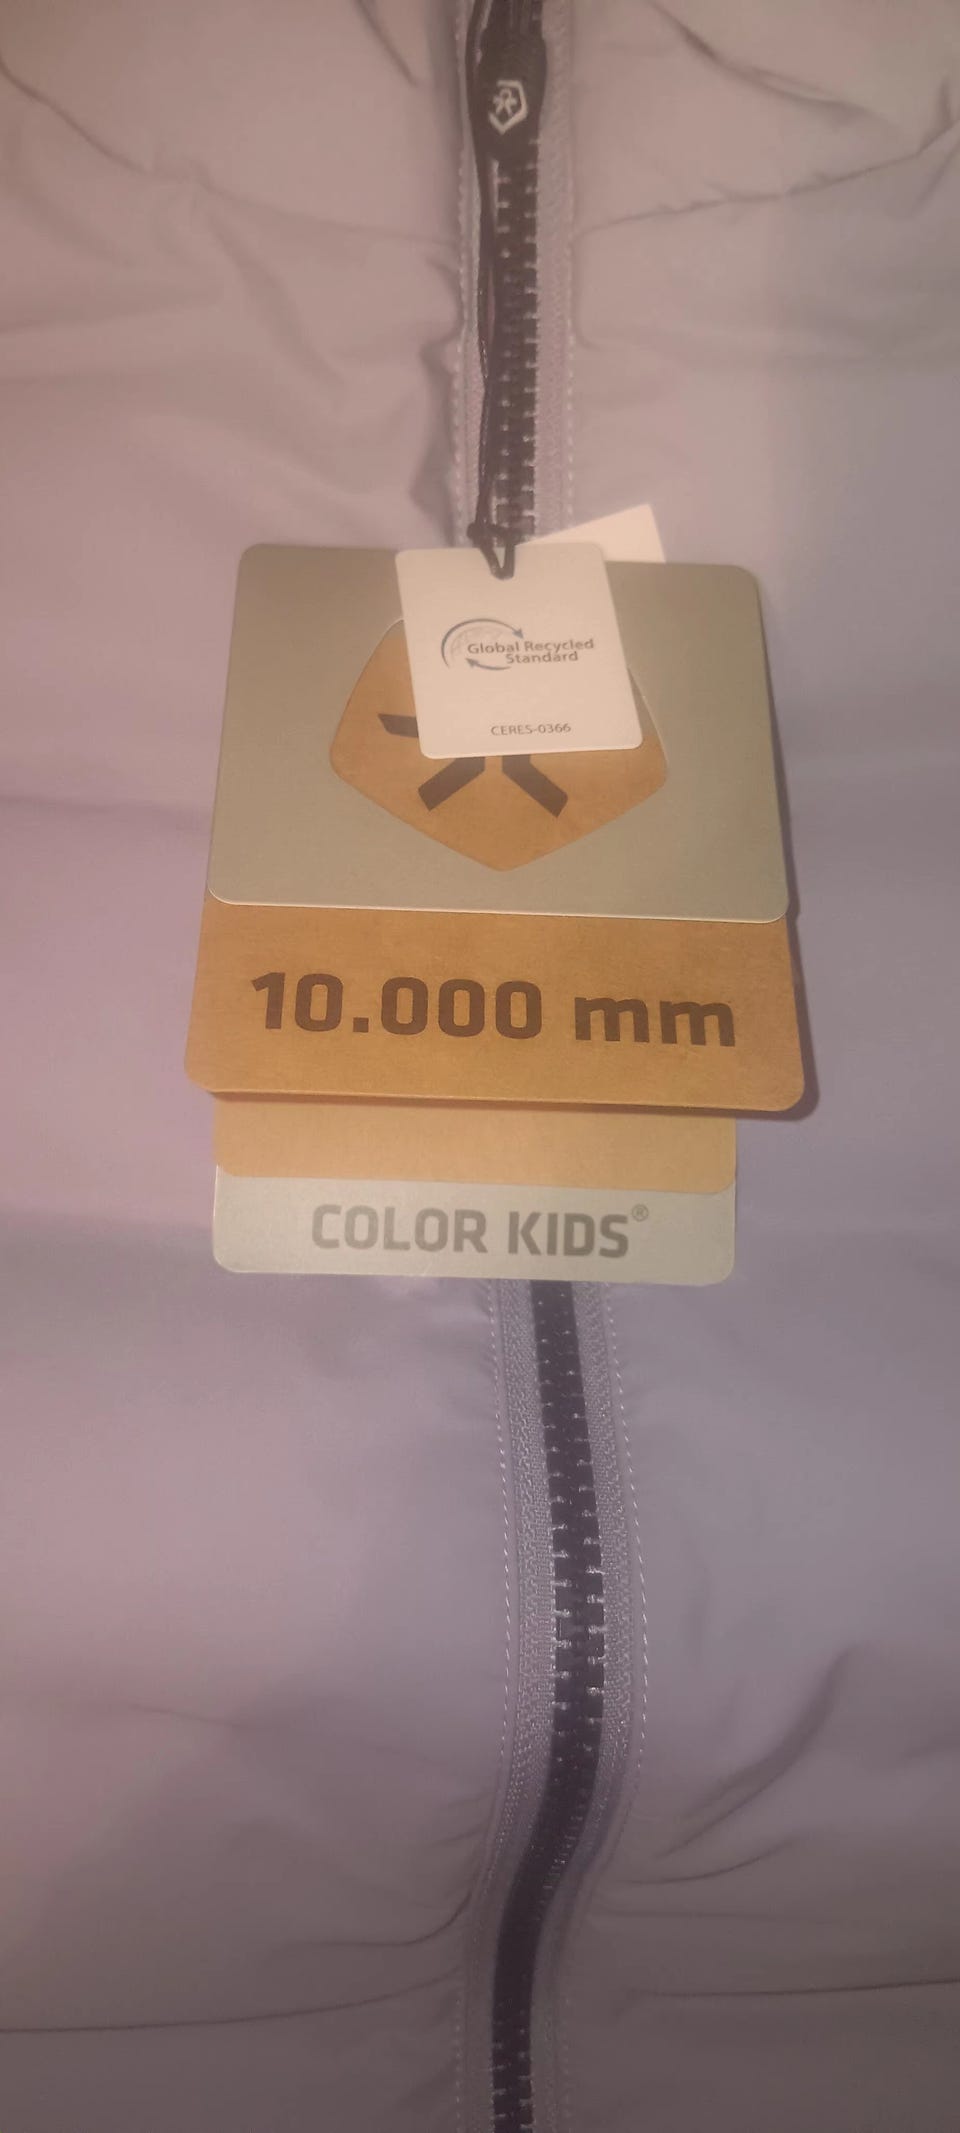 Global Recycled
Standard
CERES-0366
10.000 mm
COLOR KIDS®